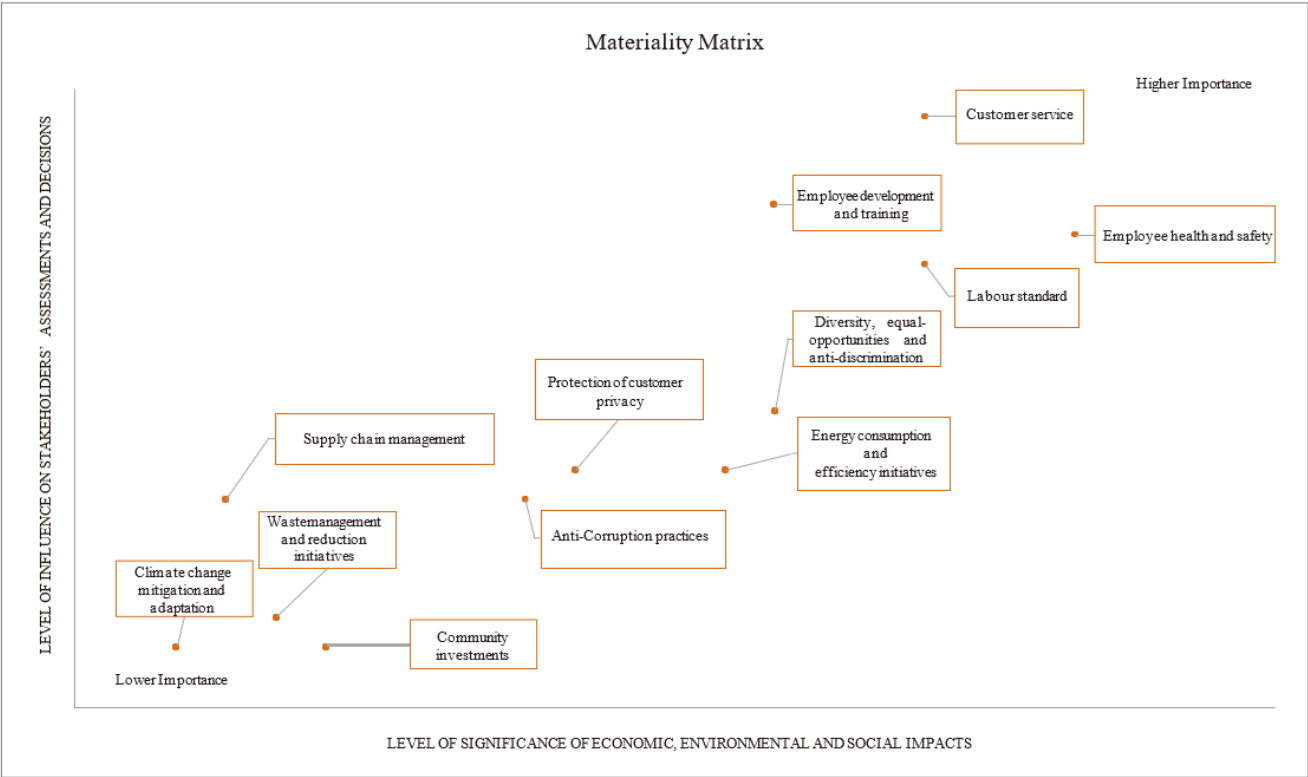 Materiality Matrix
Higher Importance
Customer service
Employee development
and training
Employee health and safety
Labour standard
Diversity, equal-
opportunities and
anti-discrimination
Protection of customer
privacy
Supply chain management
Energy consumption
and
efficiency initiatives
Waste management
and reduction
initiatives
Anti-Corruption practices
Climate change
mitigation and
adaptation
Community
investments
Lower Importance
LEVEL OF INFLUENCE ON STAKEHOLDERS' ASSESSMENTS AND DECISIONS
LEVEL OF SIGNIFICANCE OF ECONOMIC, ENVIRONMENTAL AND SOCIAL IMPACTS